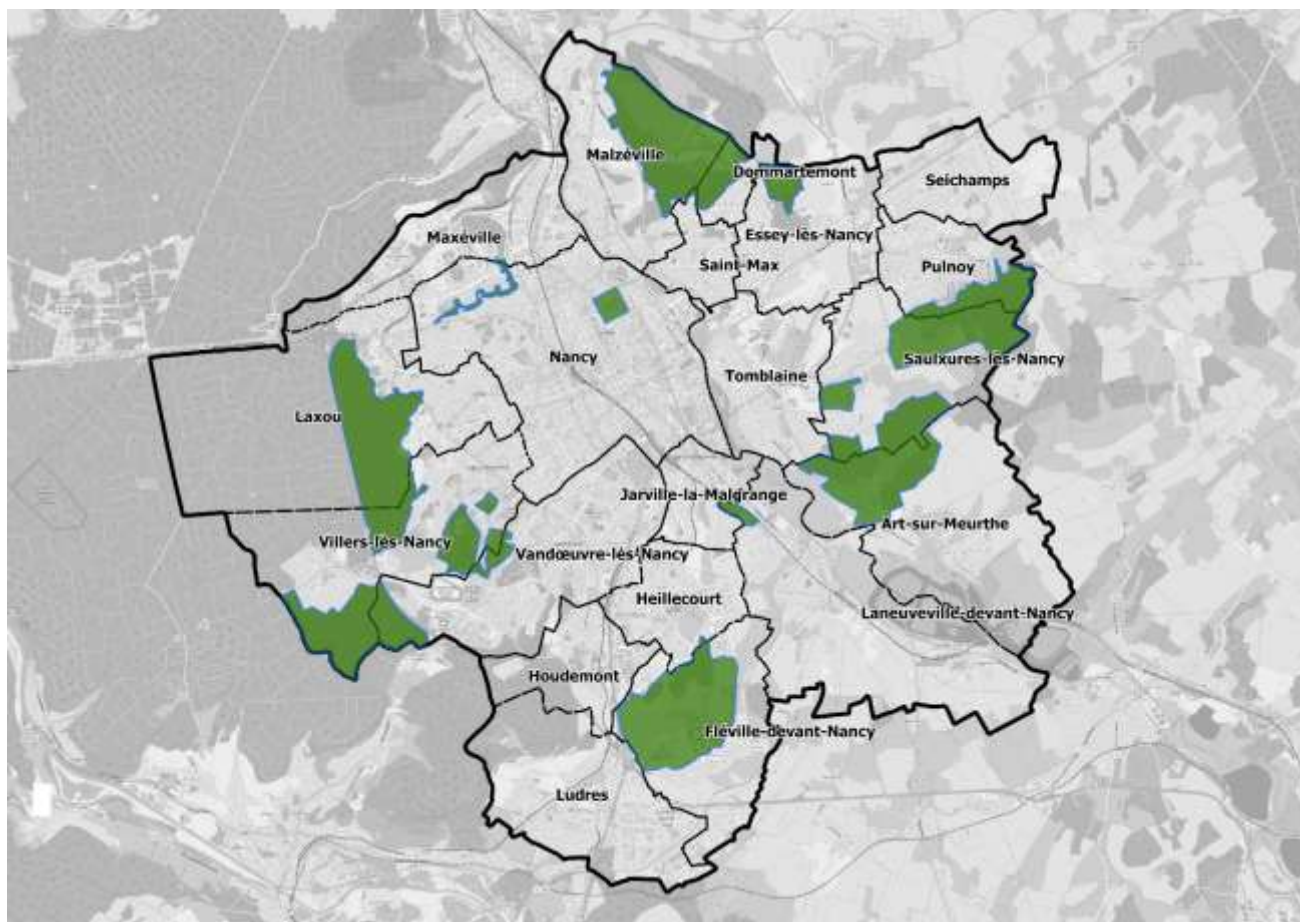 Malzéville
Dommartemont
Seichamps
Maxéville
Essey-lès-Nancy
Saint-Max
Pulnoy
Nancy
Saulxures-lès-Nancy
Tomblaine
Laxou
Jarville-la-Malgrange
Art-sur-Meurthe
Villers-lès-Nancy
Vandœuvre-lès-Nancy
Heillecourt
Laneuveville-devant-Nancy
Houdemont
Fléville-devant-Nancy
Ludres